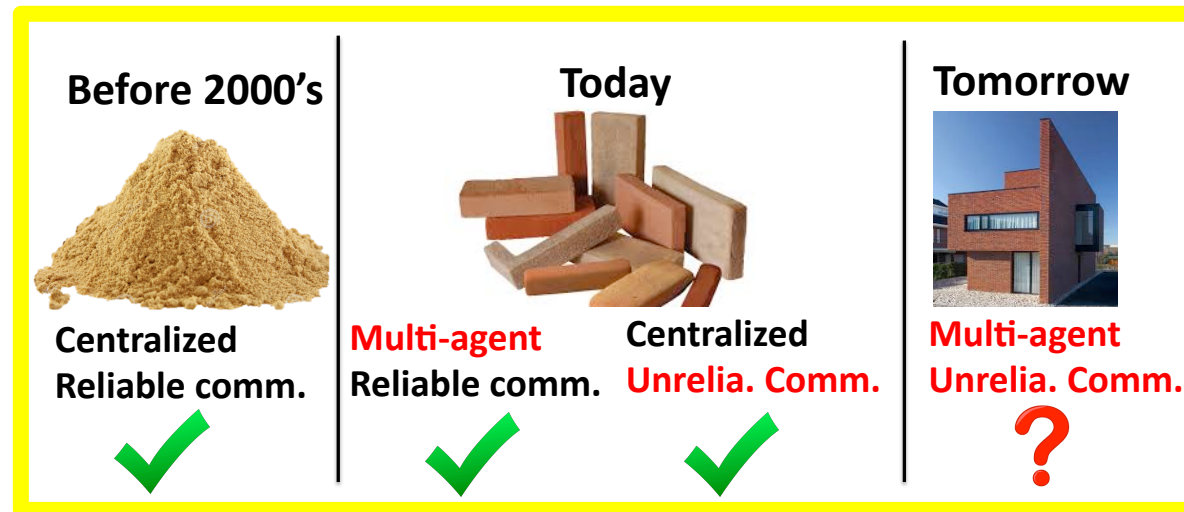 Before 2000's
Centralized
Reliable comm.
Today
Multi-agent
Reliable comm.
Centralized
Unrelia. Comm.
Tomorrow
Multi-agent
Unrelia. Comm.
?